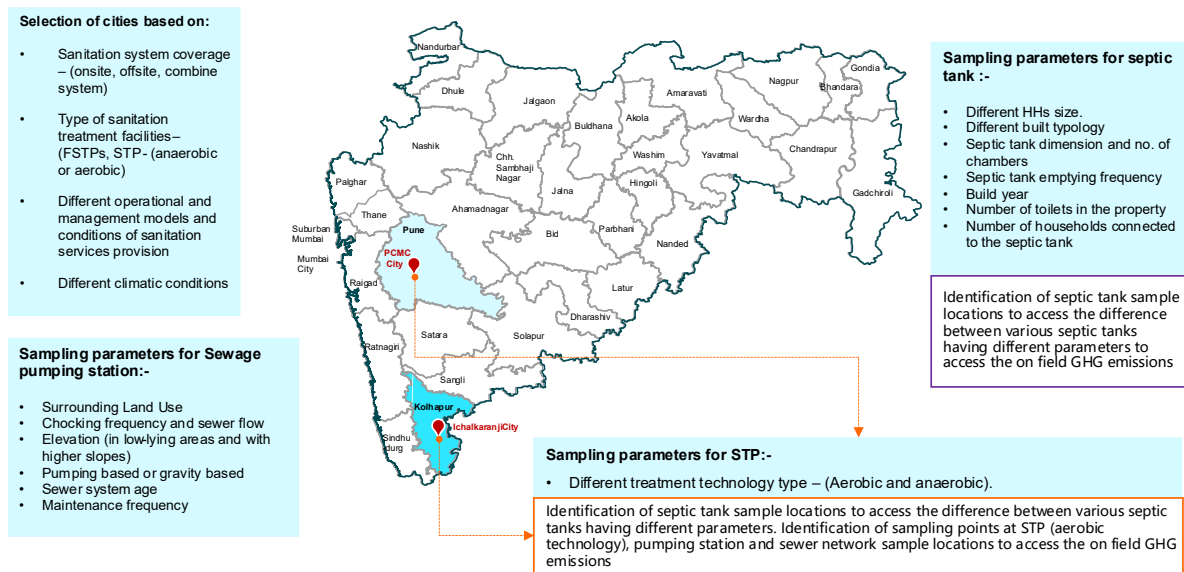 Selection of cities based on:
• Sanitation system coverage
– (onsite, offsite, combine
system)
• Type of sanitation
treatment facilities–
(FSTPs, STP- (anaerobic
or aerobic)
• Different operational and
management models and
conditions of sanitation
services provision
• Different climatic conditions
Sampling parameters for Sewage
pumping station:-
• Surrounding Land Use
• Chocking frequency and sewer flow
• Elevation (in low-lying areas and with
higher slopes)
• Pumping based or gravity based
• Sewer system age
• Maintenance frequency
Nandurbar
Dhule
Jalgaon
Nashik
Buldhana
Akola
Amaravati
Nagpur
Bhandara
Gondia
Wardha
Washim
Yavatmal
Chandrapur
Gadchiroli
Chh.
Sambhaji
Nagar
Jalna
Hingoli
Palghar
Thane
Ahamadnagar
Parbhani
Nanded
Bid
Suburban
Mumbai
Mumbai
City
Pune
PCMC
City
Raigad
Latur
Dharashiv
Solapur
Satara
Ratnagiri
Sangli
Kolhapur
IchalkaranjiCity
Sindhu
durg
Sampling parameters for septic
tank :-
• Different HHs size.
• Different built typology
• Septic tank dimension and no. of
chambers
• Septic tank emptying frequency
• Build year
• Number of toilets in the property
• Number of households connected
to the septic tank
Identification of septic tank sample
locations to access the difference
between various septic tanks
having different parameters to
access the on field GHG emissions
Sampling parameters for STP:-
• Different treatment technology type – (Aerobic and anaerobic).
Identification of septic tank sample locations to access the difference between various septic
tanks having different parameters. Identification of sampling points at STP (aerobic
technology), pumping station and sewer network sample locations to access the on field GHG
emissions